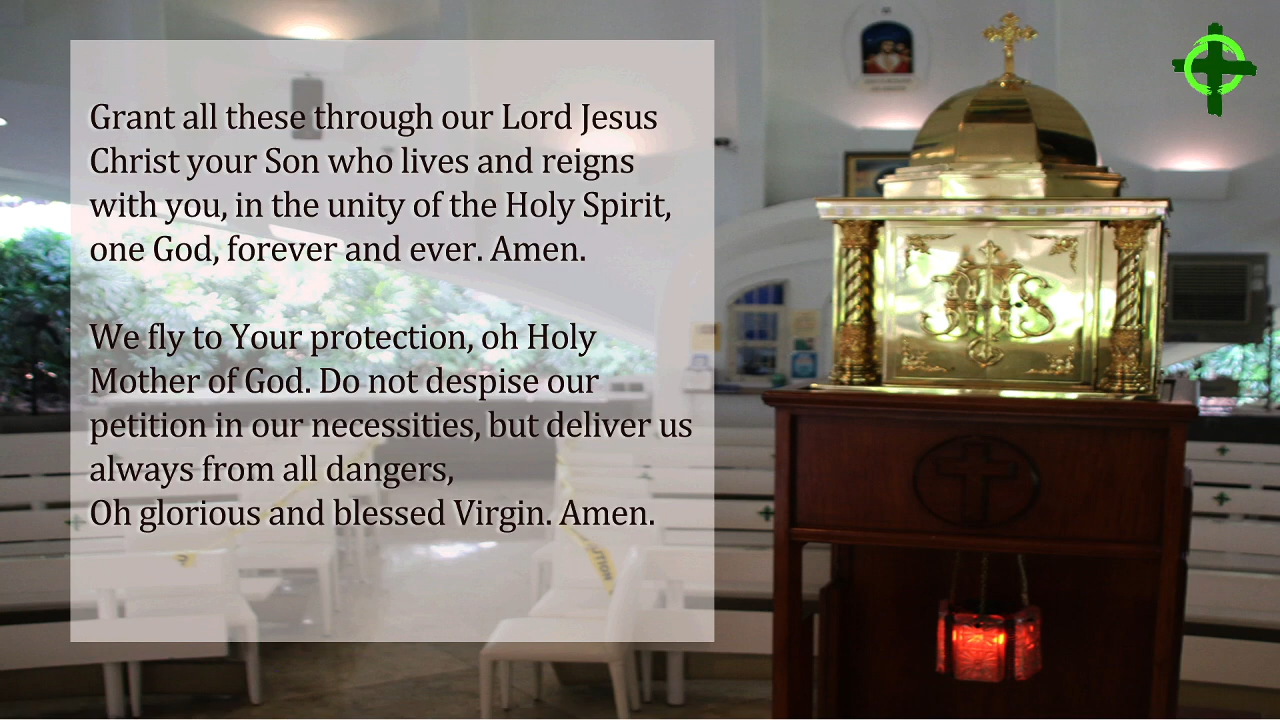 Grant all these through our Lord Jesus
Christ your Son who lives and reigns
with you, in the unity of the Holy Spirit,
one God, forever and ever. Amen.
We fly to Your protection, oh Holy
Mother of God. Do not despise our
petition in our necessities, but deliver us
always from all dangers,
Oh glorious and blessed Virgin. Amen.
IHS
UTION